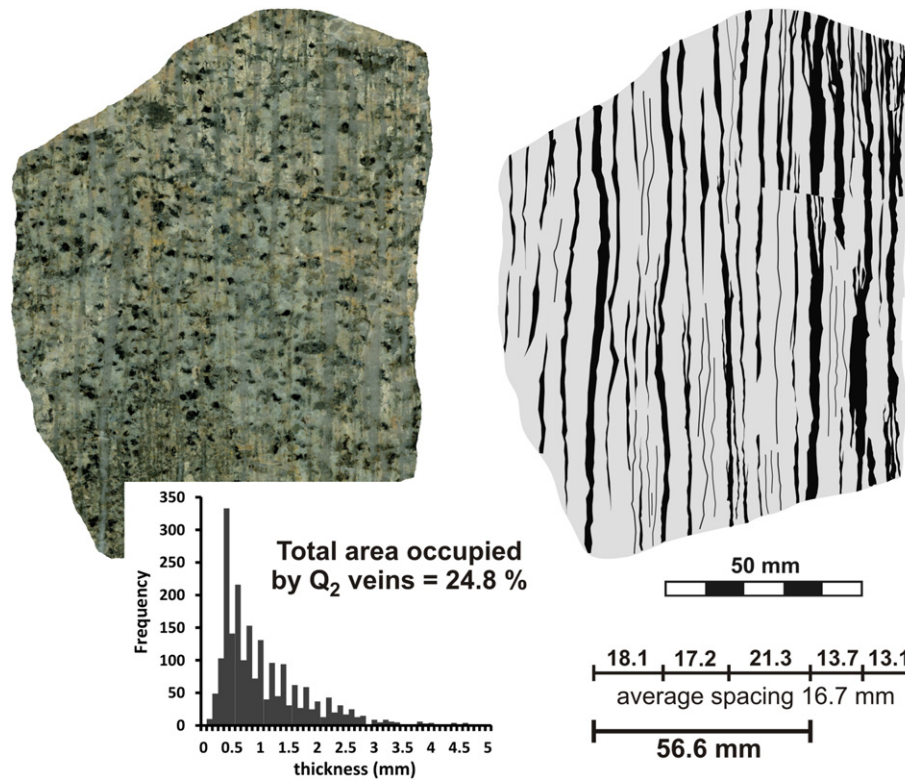 350
300
250
200
150
100
50
0
Frequency
0 0.5 1 1.5 2 2.5 3 3.5 4 4.5 5
thickness (mm)
Total area occupied
by Q₂ veins = 24.8 %
50 mm
18.1 17.2 21.3 13.7 13.1
average spacing 16.7 mm
56.6 mm